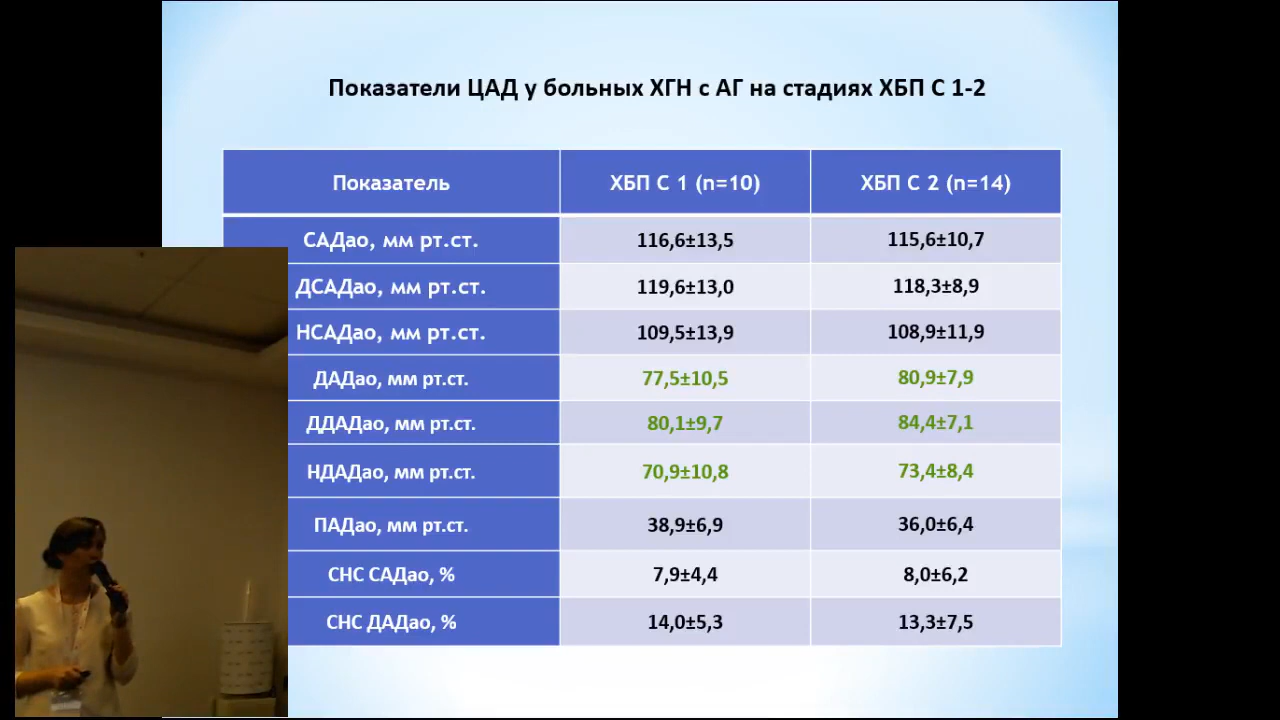 Показатели ЦАД у больных ХГН с АГ на стадиях ХБП С 1-2
Показатель ХБП С 1 (n=10) ХБП С 2 (n=14)
САДао, мм рт.ст. 116,6±13,5 115,6±10,7
ДСАДао, мм рт.ст. 119,6±13,0 118,3±8,9
НСАДао, мм рт.ст. 109,5±13,9 108,9±11,9
ДАДао, мм рт.ст. 77,5±10,5 80,9±7,9
ДДАДао, мм рт.ст. 80,1±9,7 84,4±7,1
НДАДао, мм рт.ст. 70,9±10,8 73,4±8,4
ПАДао, мм рт.ст. 38,9±6,9 36,0±6,4
СНС САДао, % 7,9±4,4 8,0±6,2
СНС ДАДао, % 14,0±5,3 13,3±7,5